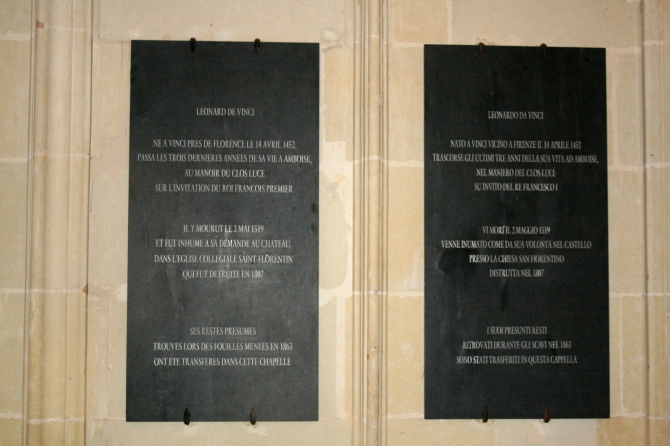 LEONARD DE VINCI
NE A VINCI PRES DE FLORENCE LE 14 AVRIL 1452,
PASSA LES TROIS DERNIERES ANNEES DE SA VIE A AMBOISE,
AU MANOIR DU CLOS LUCE
SUR L'INVITATION DU ROI FRANCOIS PREMIER
IL Y MOURUT LE 2 MAI 1519
ET FUT INHUME A SA DEMANDE AU CHATEAU,
DANS L'EGLISE COLLEGIALE SAINT FLORENTIN
QUI FUT DETRUITE EN 1807
SES RESTES PRESUMES
TROUVES LORS DES FOUILLES MENEES EN 1863
ONT ETE TRANSFERES DANS CETTE CHAPELLE
LEONARDO DA VINCI
NATO A VINCI VICINO A FIRENZE IL 14 APRILE 1452
TRASCORSE GLI ULTIMI TRE ANNI DELLA SUA VITA AD AMBOISE,
NEL MANIERO DEL CLOS-LUCE
SU INVITO DEL RE FRANCESCO I
VI MORÌ IL 2 MAGGIO 1519
VENNE INUMATO COME DA SUA VOLONTÀ NEL CASTELLO
PRESSO LA CHIESA SAN FIORENTINO
DISTRUTTA NEL 1807
I SUOI PRESUNTI RESTI
RITROVATI DURANTE GLI SCAVI NEL 1863
SONO STATI TRASFERITI IN QUESTA CAPPELLA